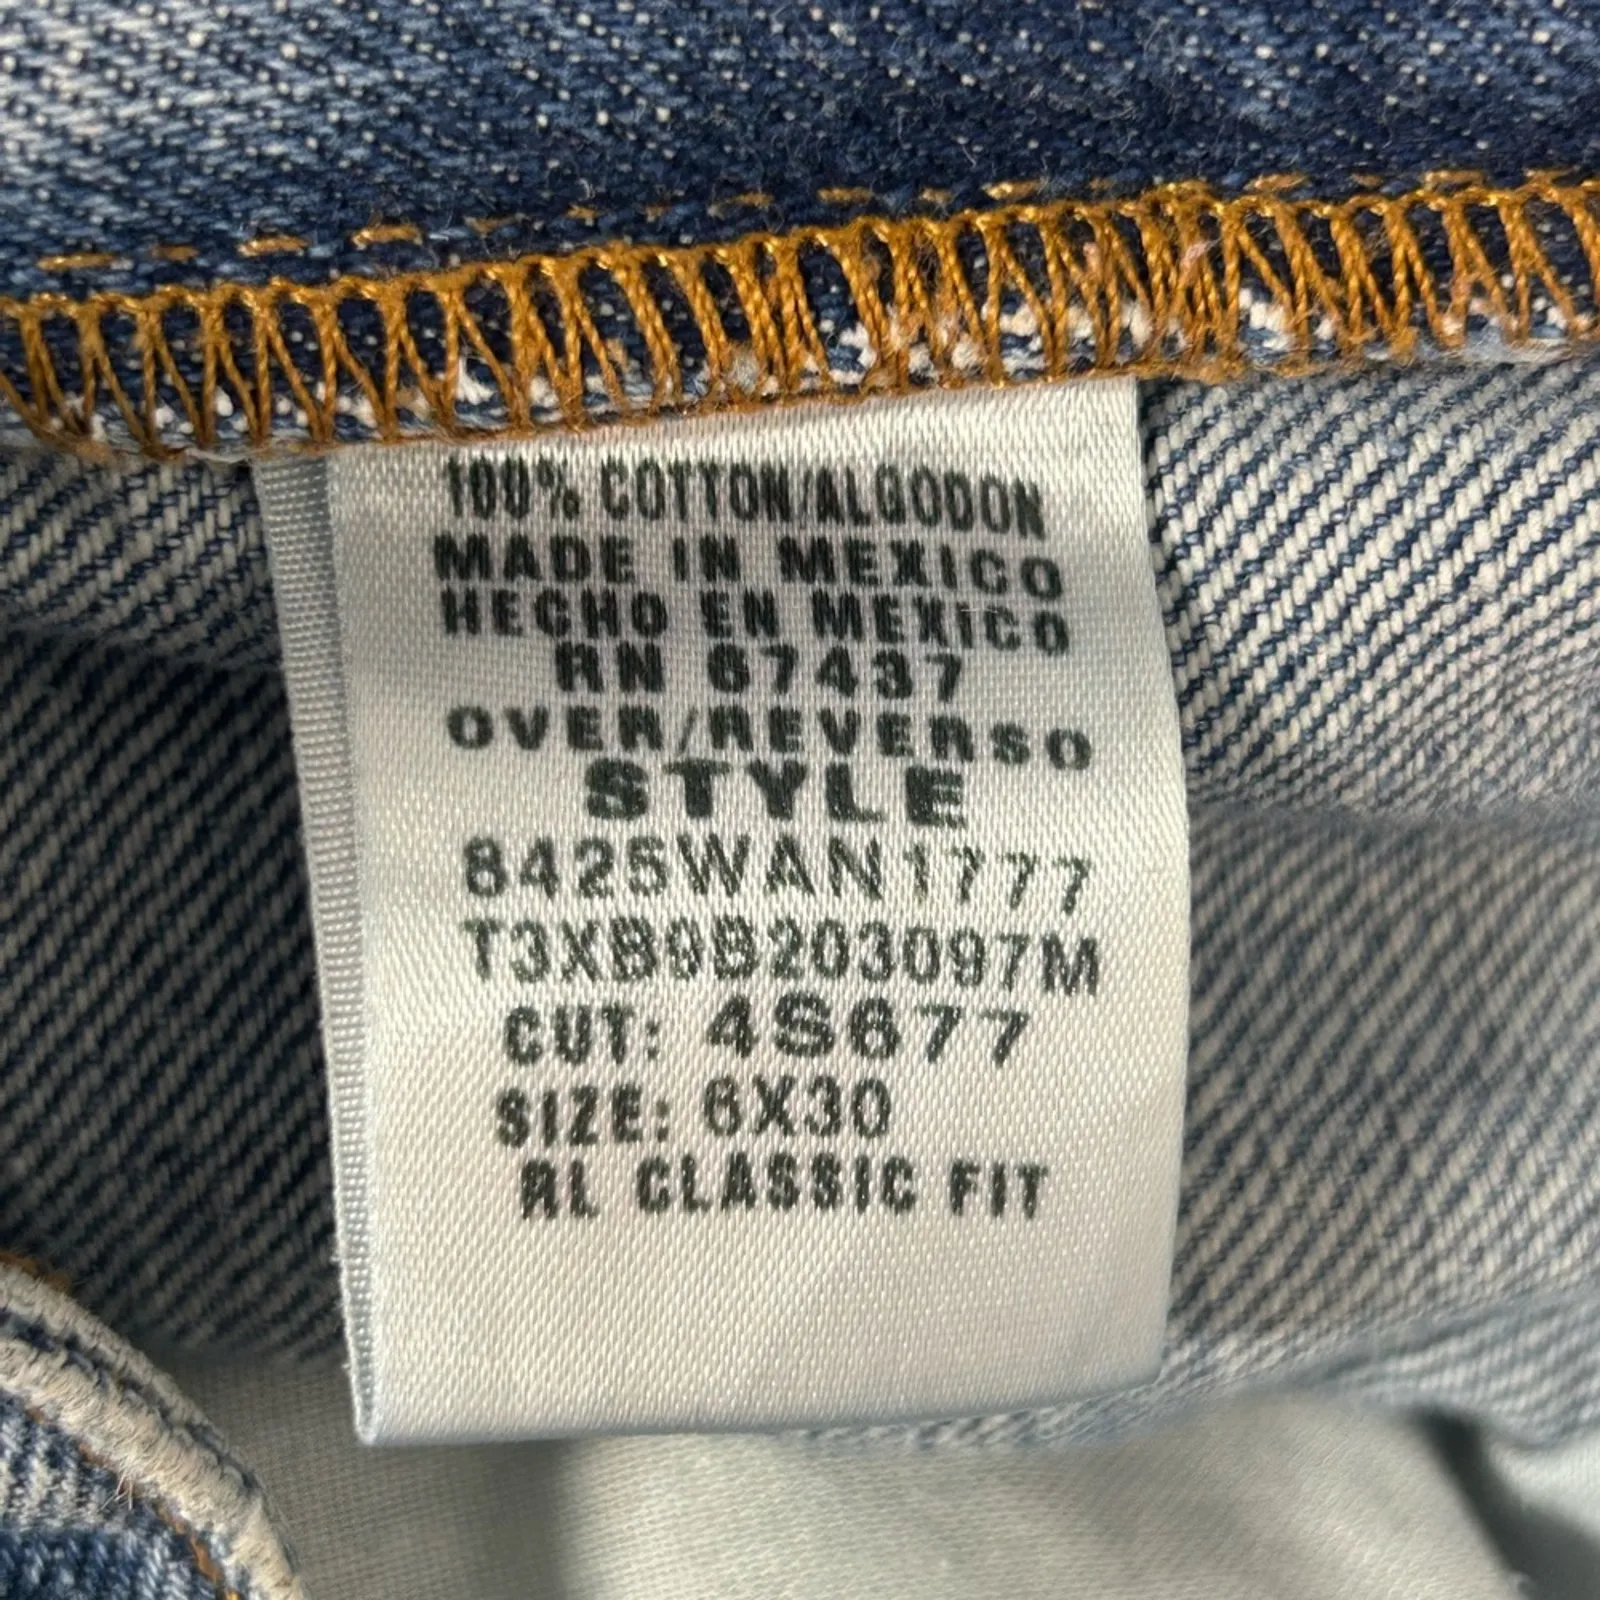 100% COTTON/ALGODON
MADE IN MEXICO
HECHO EN MEXICO
RN 67437
OVER/REVERSO
STYLE
8425WAN1777
T3XB9B203097M
CUT: 4S677
SIZE: 6X30
RL CLASSIC FIT